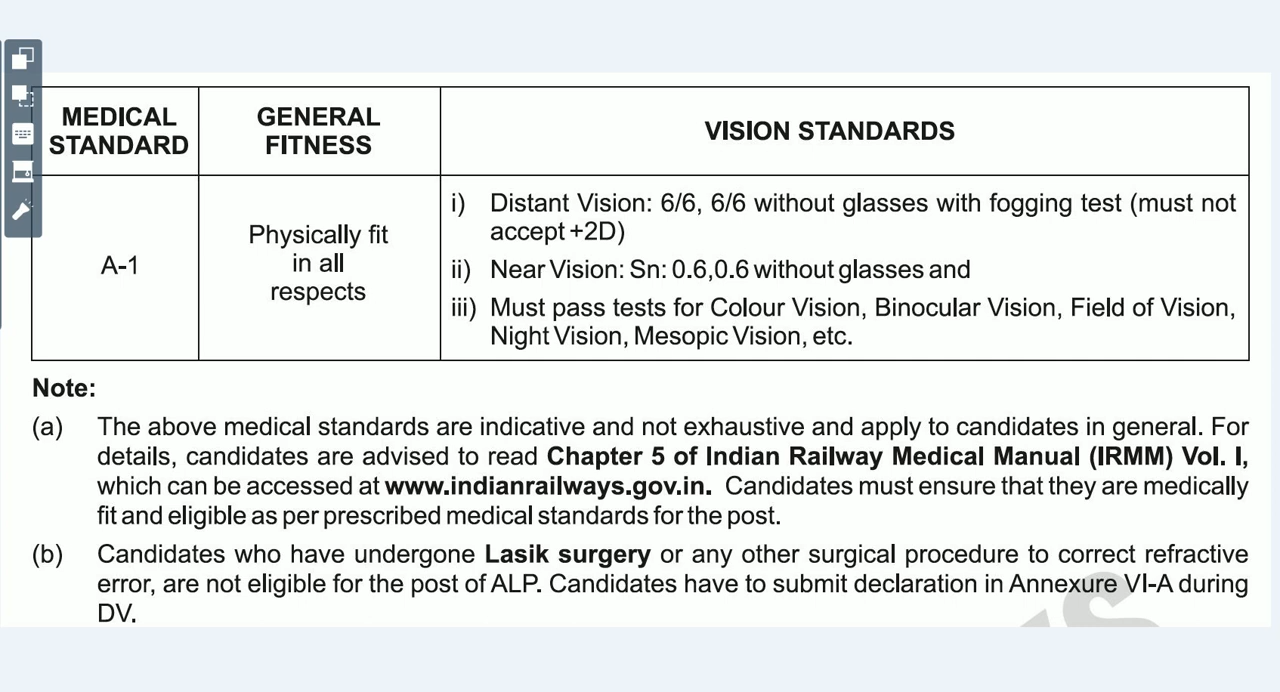 MEDICAL STANDARD
GENERAL FITNESS
VISION STANDARDS
A-1
Physically fit
in all
respects
i) Distant Vision: 6/6, 6/6 without glasses with fogging test (must not
accept +2D)
ii) Near Vision: Sn: 0.6,0.6 without glasses and
iii) Must pass tests for Colour Vision, Binocular Vision, Field of Vision,
Night Vision, Mesopic Vision, etc.
Note:
(a) The above medical standards are indicative and not exhaustive and apply to candidates in general. For
details, candidates are advised to read Chapter 5 of Indian Railway Medical Manual (IRMM) Vol. I,
which can be accessed at www.indianrailways.gov.in. Candidates must ensure that they are medically
fit and eligible as per prescribed medical standards for the post.
(b) Candidates who have undergone Lasik surgery or any other surgical procedure to correct refractive
error, are not eligible for the post of ALP. Candidates have to submit declaration in Annexure VI-A during
DV.